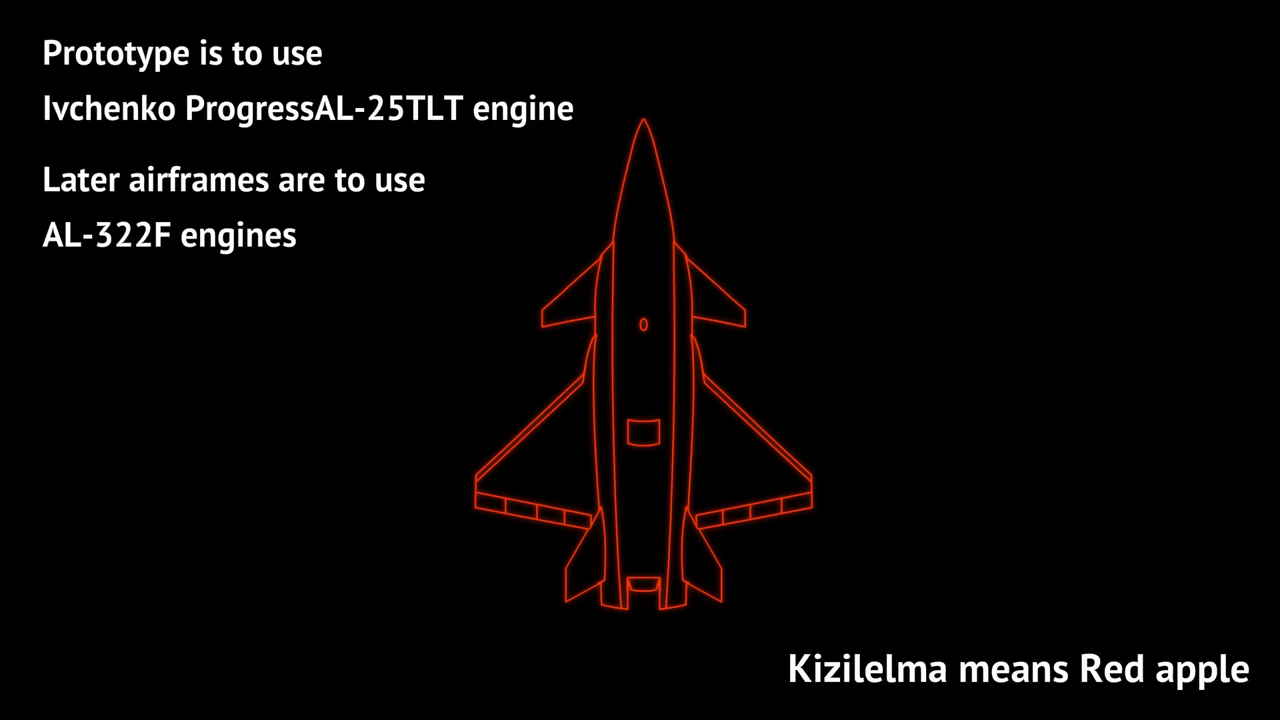 Prototype is to use
Ivchenko ProgressAL-25TLT engine
Later airframes are to use
AL-322F engines
Kizilelma means Red apple